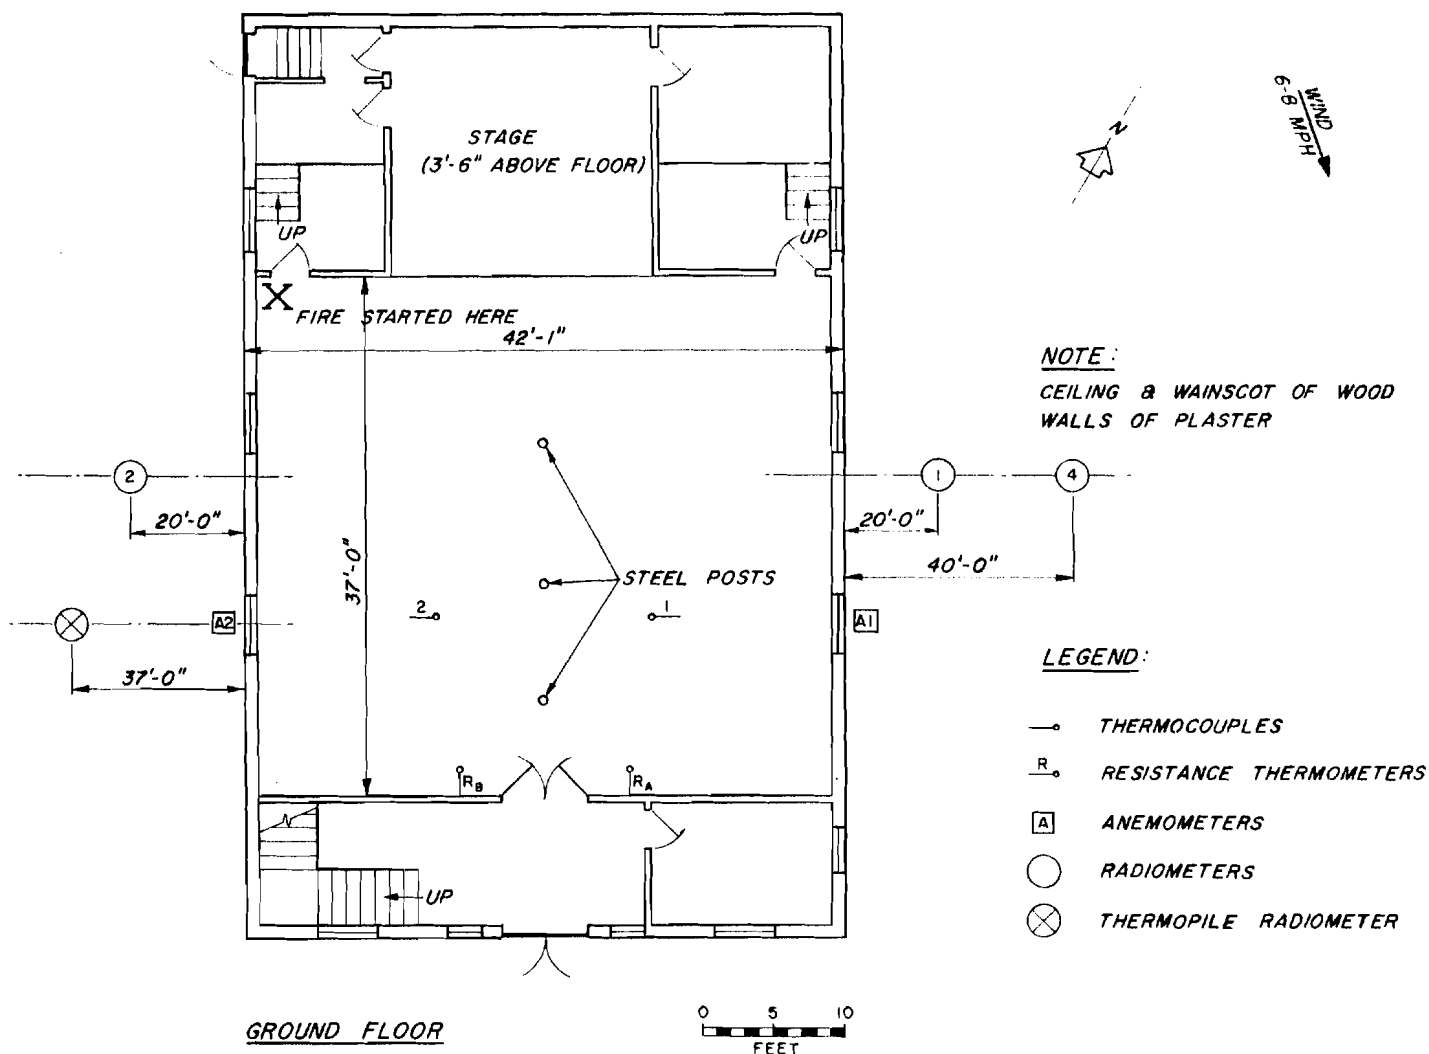 STAGE
(3'-6" ABOVE FLOOR)
N
WIND
6-8 MPH
UP
UP
X
FIRE STARTED HERE
42'-1"
NOTE:
CEILING & WAINSCOT OF WOOD
WALLS OF PLASTER
2
1
4
20'-0"
20'-0"
40'-0"
37'-0"
STEEL POSTS
2
1
A2
A1
37'-0"
LEGEND:
THERMOCOUPLES
R
RESISTANCE THERMOMETERS
A
ANEMOMETERS
RADIOMETERS
THERMOPILE RADIOMETER
RB
RA
UP
GROUND FLOOR
0 5 10
FEET